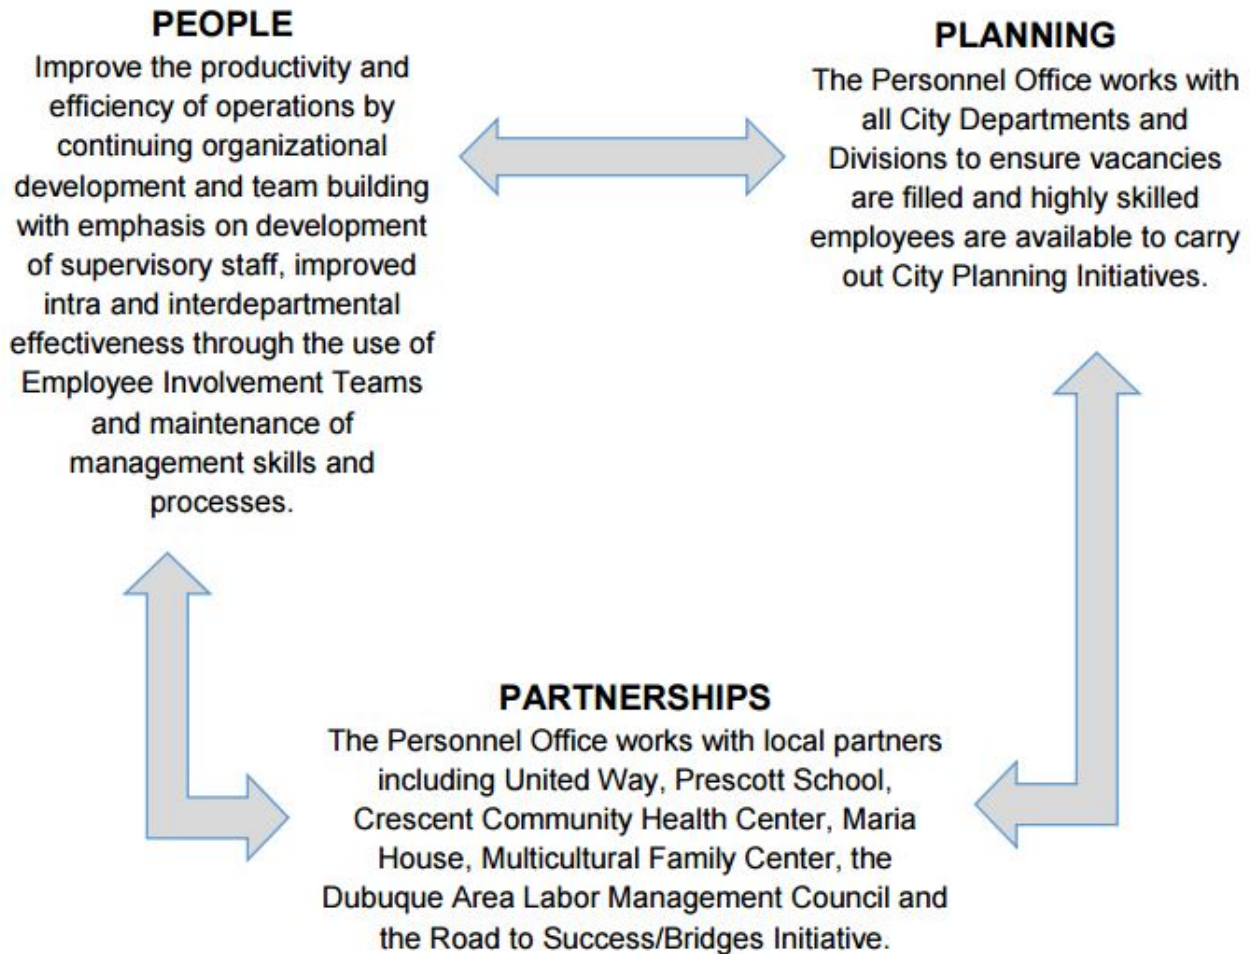 PEOPLE
Improve the productivity and
efficiency of operations by
continuing organizational
development and team building
with emphasis on development
of supervisory staff, improved
intra and interdepartmental
effectiveness through the use of
Employee Involvement Teams
and maintenance of
management skills and
processes.
PLANNING
The Personnel Office works with
all City Departments and
Divisions to ensure vacancies
are filled and highly skilled
employees are available to carry
out City Planning Initiatives.
PARTNERSHIPS
The Personnel Office works with local partners
including United Way, Prescott School,
Crescent Community Health Center, Maria
House, Multicultural Family Center, the
Dubuque Area Labor Management Council and
the Road to Success/Bridges Initiative.